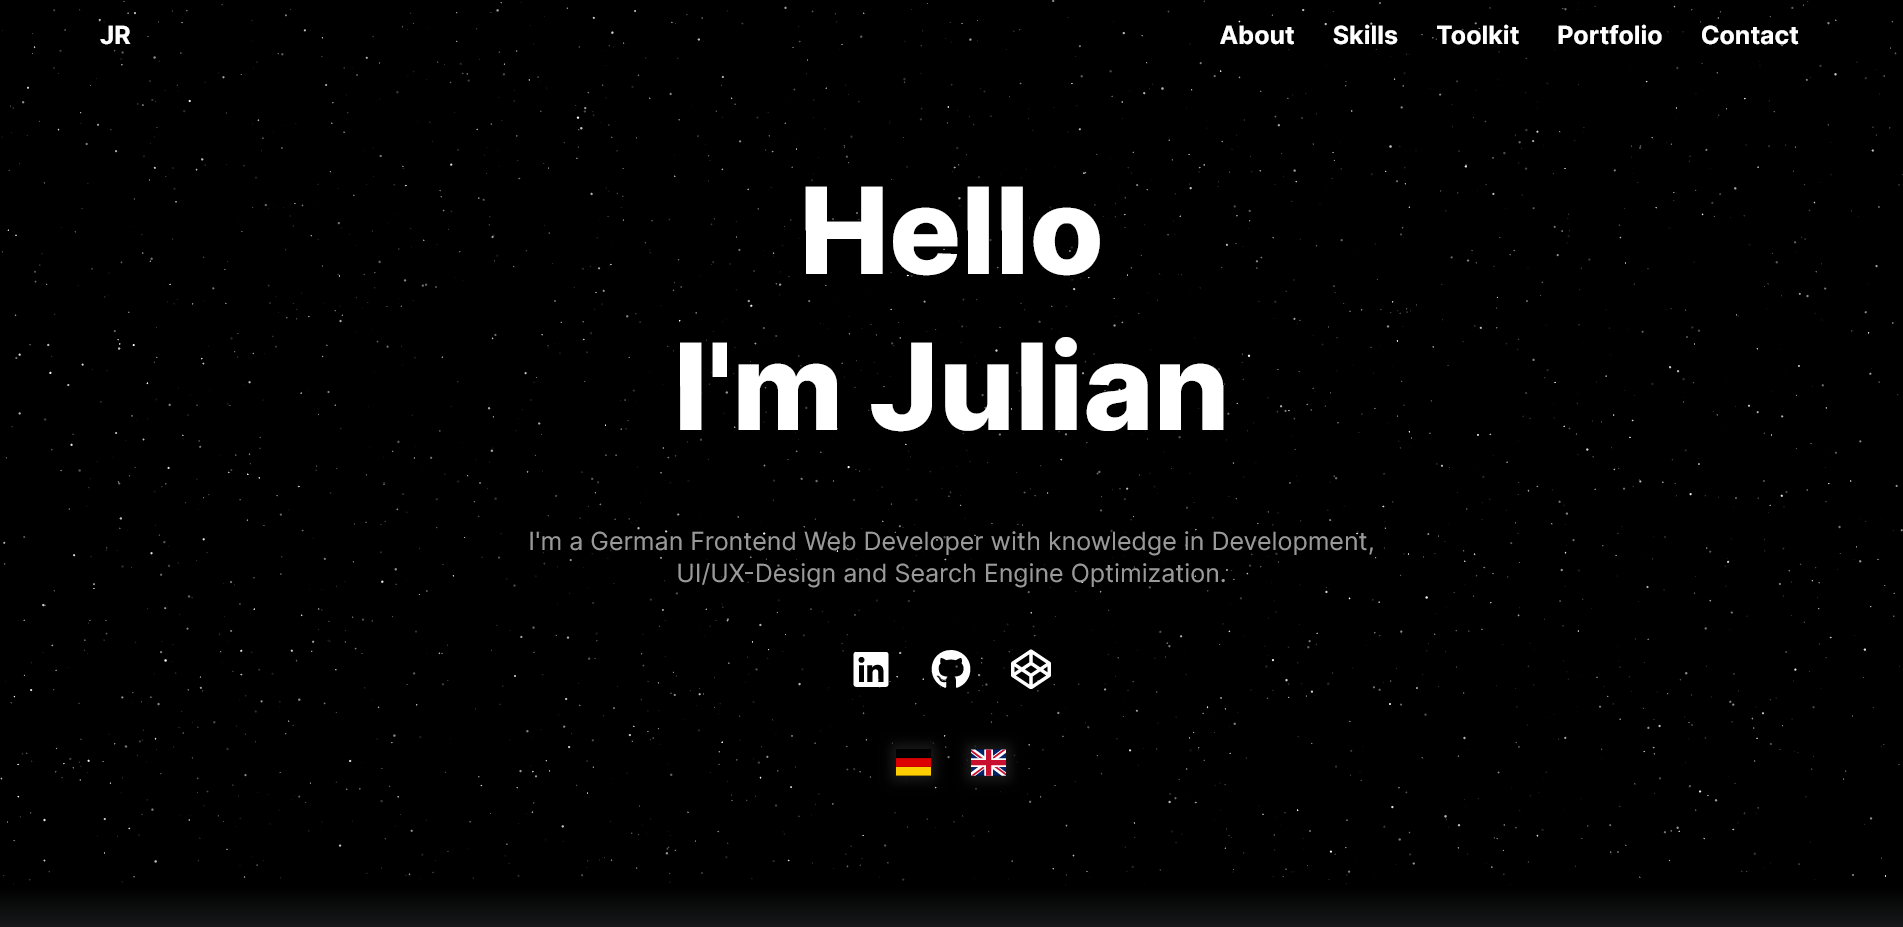 JR
About
Skills
Toolkit
Portfolio
Contact
Hello
I'm Julian
I'm a German Frontend Web Developer with knowledge in Development,
UI/UX-Design and Search Engine Optimization.
in